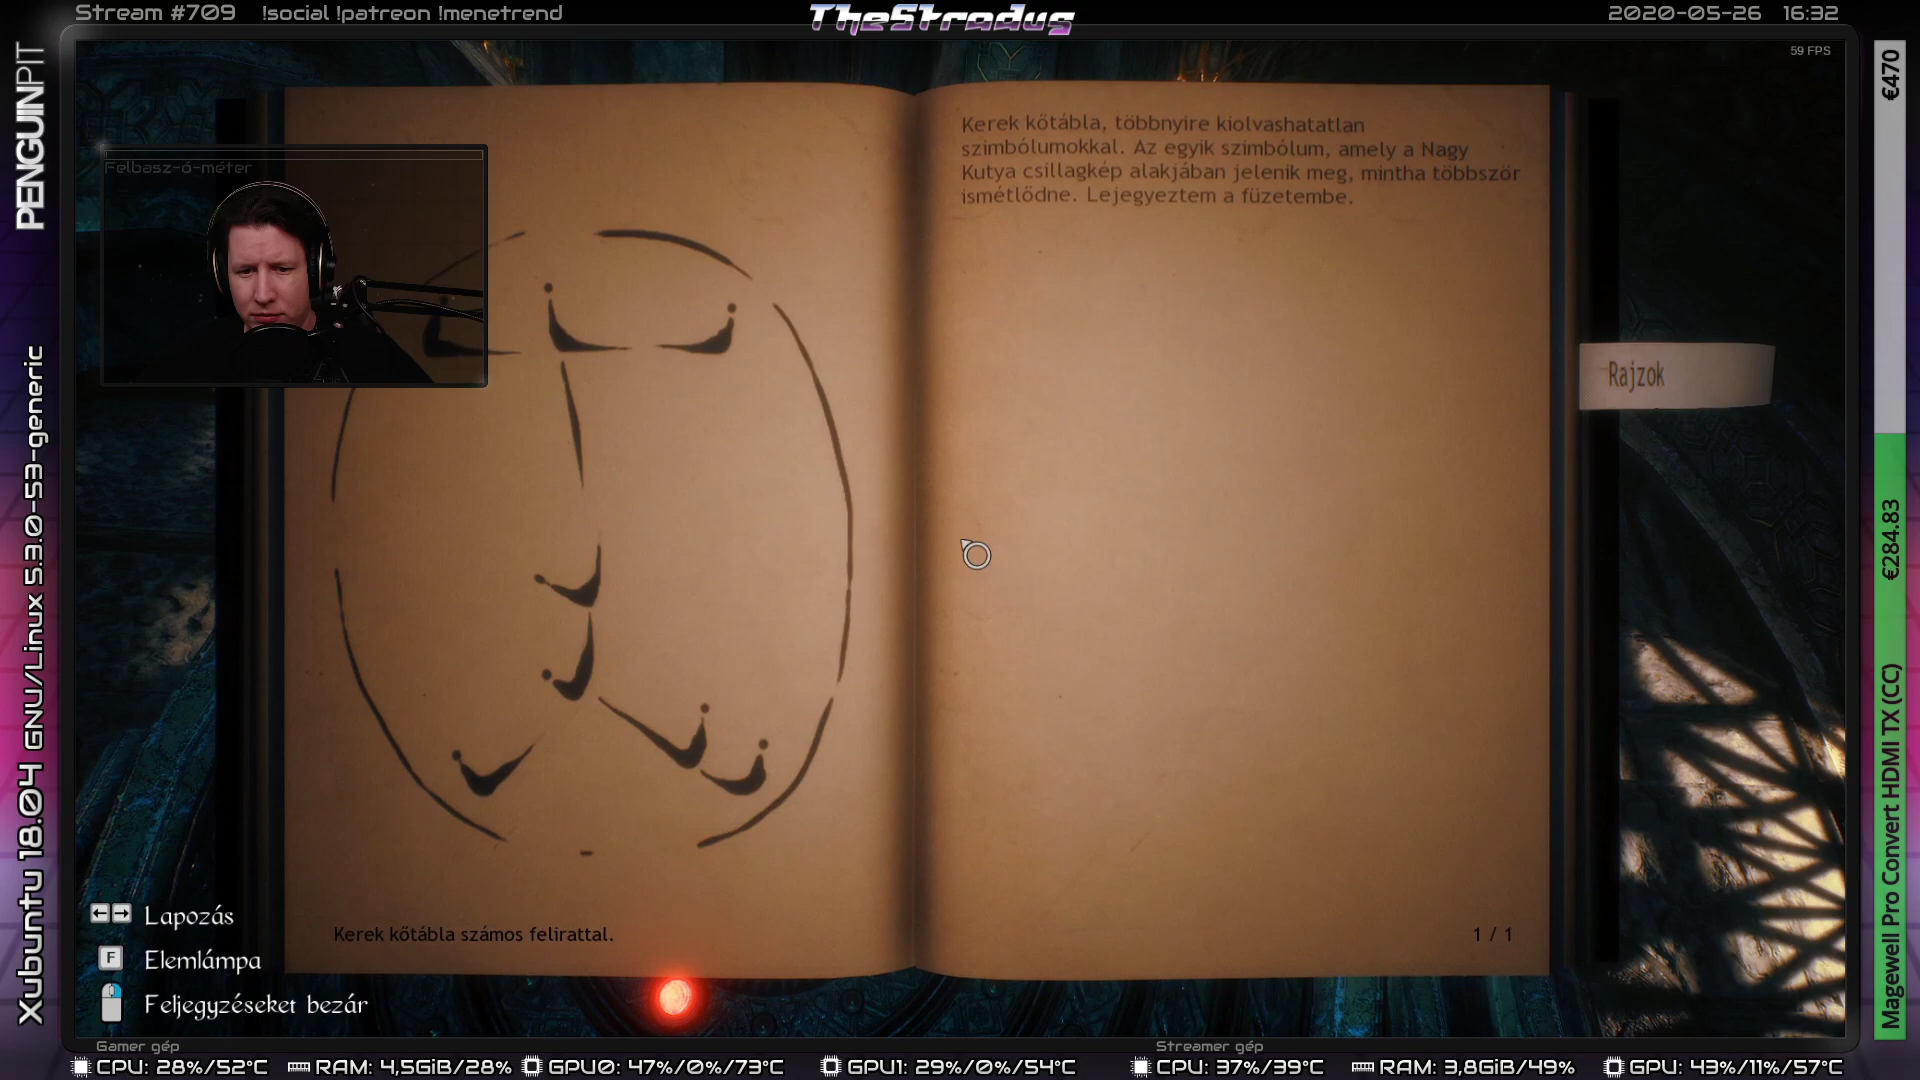 Stream #709 !social !patreon !menetrend
TheStradus
2020-05-26 16:32
59 FPS
PENGUINPIT
Xubuntu 18.04 GNU/Linux 5.3.0-53-generic
Felbasz-ó-méter
Kerek kőtábla, többnyire kiolvashatatlan
szimbólumokkal. Az egyik szimbólum, amely a Nagy
Kutya csillagkép alakjában jelenik meg, mintha többször
ismétlődne. Lejegyeztem a füzetembe.
Rajzok
€470
€284.83
Magewell Pro Convert HDMI TX (CC)
Kerek kőtábla számos felirattal.
1 / 1
Lapozás
F Elemlámpa
Feljegyzéseket bezár
Gamer gép
CPU: 28%/52°C RAM: 4,5GiB/28% GPU0: 47%/0%/73°C GPU1: 29%/0%/54°C
Streamer gép
CPU: 37%/39°C RAM: 3,8GiB/49% GPU: 43%/11%/57°C